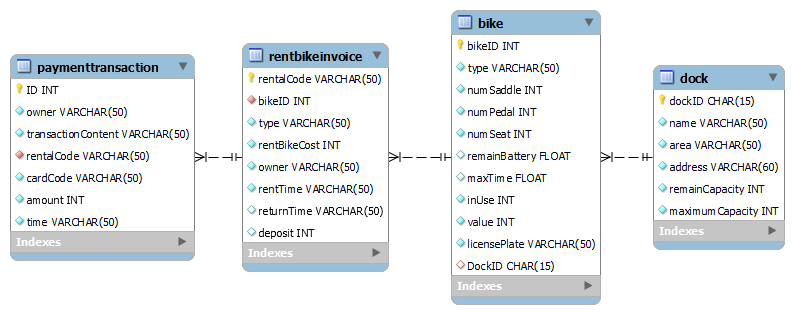 paymenttransaction
ID INT
owner VARCHAR(50)
transactionContent VARCHAR(50)
rentalCode VARCHAR(50)
cardCode VARCHAR(50)
amount INT
time VARCHAR(50)
Indexes
rentbikeinvoice
rentalCode VARCHAR(50)
bikeID INT
type VARCHAR(50)
rentBikeCost INT
owner VARCHAR(50)
rentTime VARCHAR(50)
returnTime VARCHAR(50)
deposit INT
Indexes
bike
bikeID INT
type VARCHAR(50)
numSaddle INT
numPedal INT
numSeat INT
remainBattery FLOAT
maxTime FLOAT
inUse INT
value INT
licensePlate VARCHAR(50)
DockID CHAR(15)
Indexes
dock
dockID CHAR(15)
name VARCHAR(50)
area VARCHAR(50)
address VARCHAR(60)
remainCapacity INT
maximumCapacity INT
Indexes